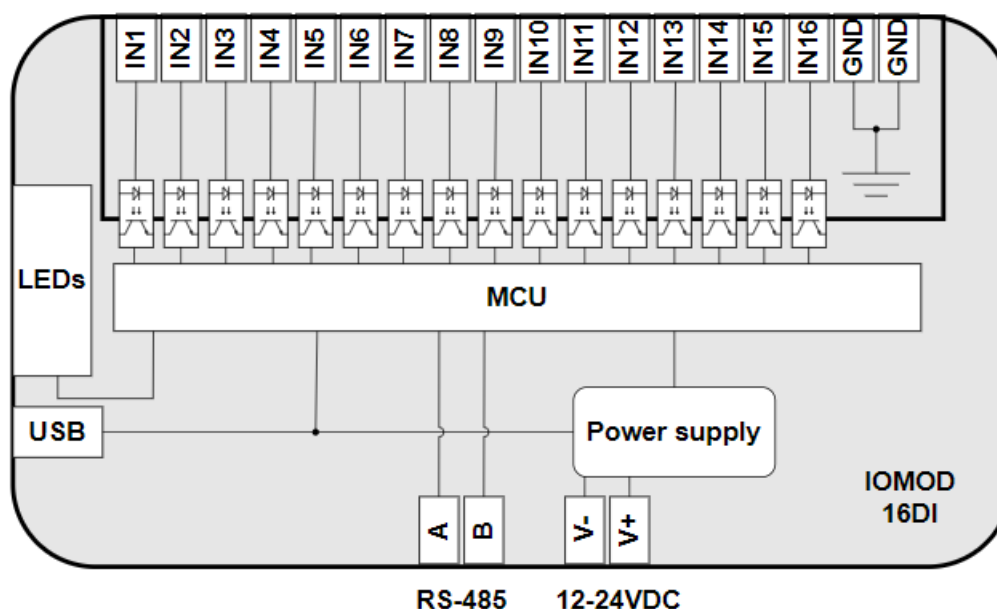 IN1 IN2 IN3 IN4 IN5 IN6 IN7 IN8 IN9 IN10 IN11 IN12 IN13 IN14 IN15 IN16 GND GND
LEDs
MCU
USB
Power supply
IOMOD
16DI
A B V- V+
RS-485 12-24VDC